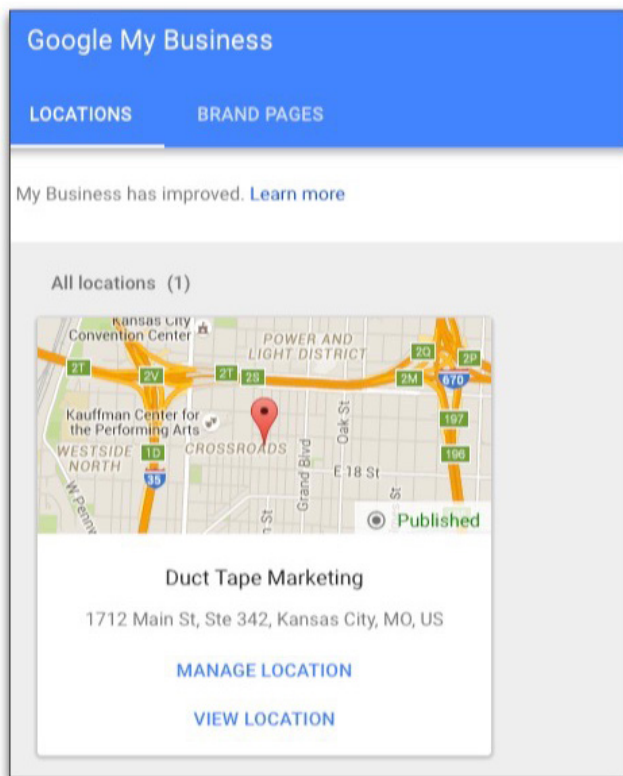 Google My Business
LOCATIONS BRAND PAGES
My Business has improved. Learn more
All locations (1)
Kansas City
Convention Center
POWER AND
LIGHT DISTRICT
2Q
2P
2T
2V
2T
2S
2M
670
Kauffman Center for
the Performing Arts
197
WESTSIDE
NORTH
1D
CROSSROADS
Grand Blvd
Oak St
196
35
E 18 St
W Penn
n St
St
Published
Duct Tape Marketing
1712 Main St, Ste 342, Kansas City, MO, US
MANAGE LOCATION
VIEW LOCATION